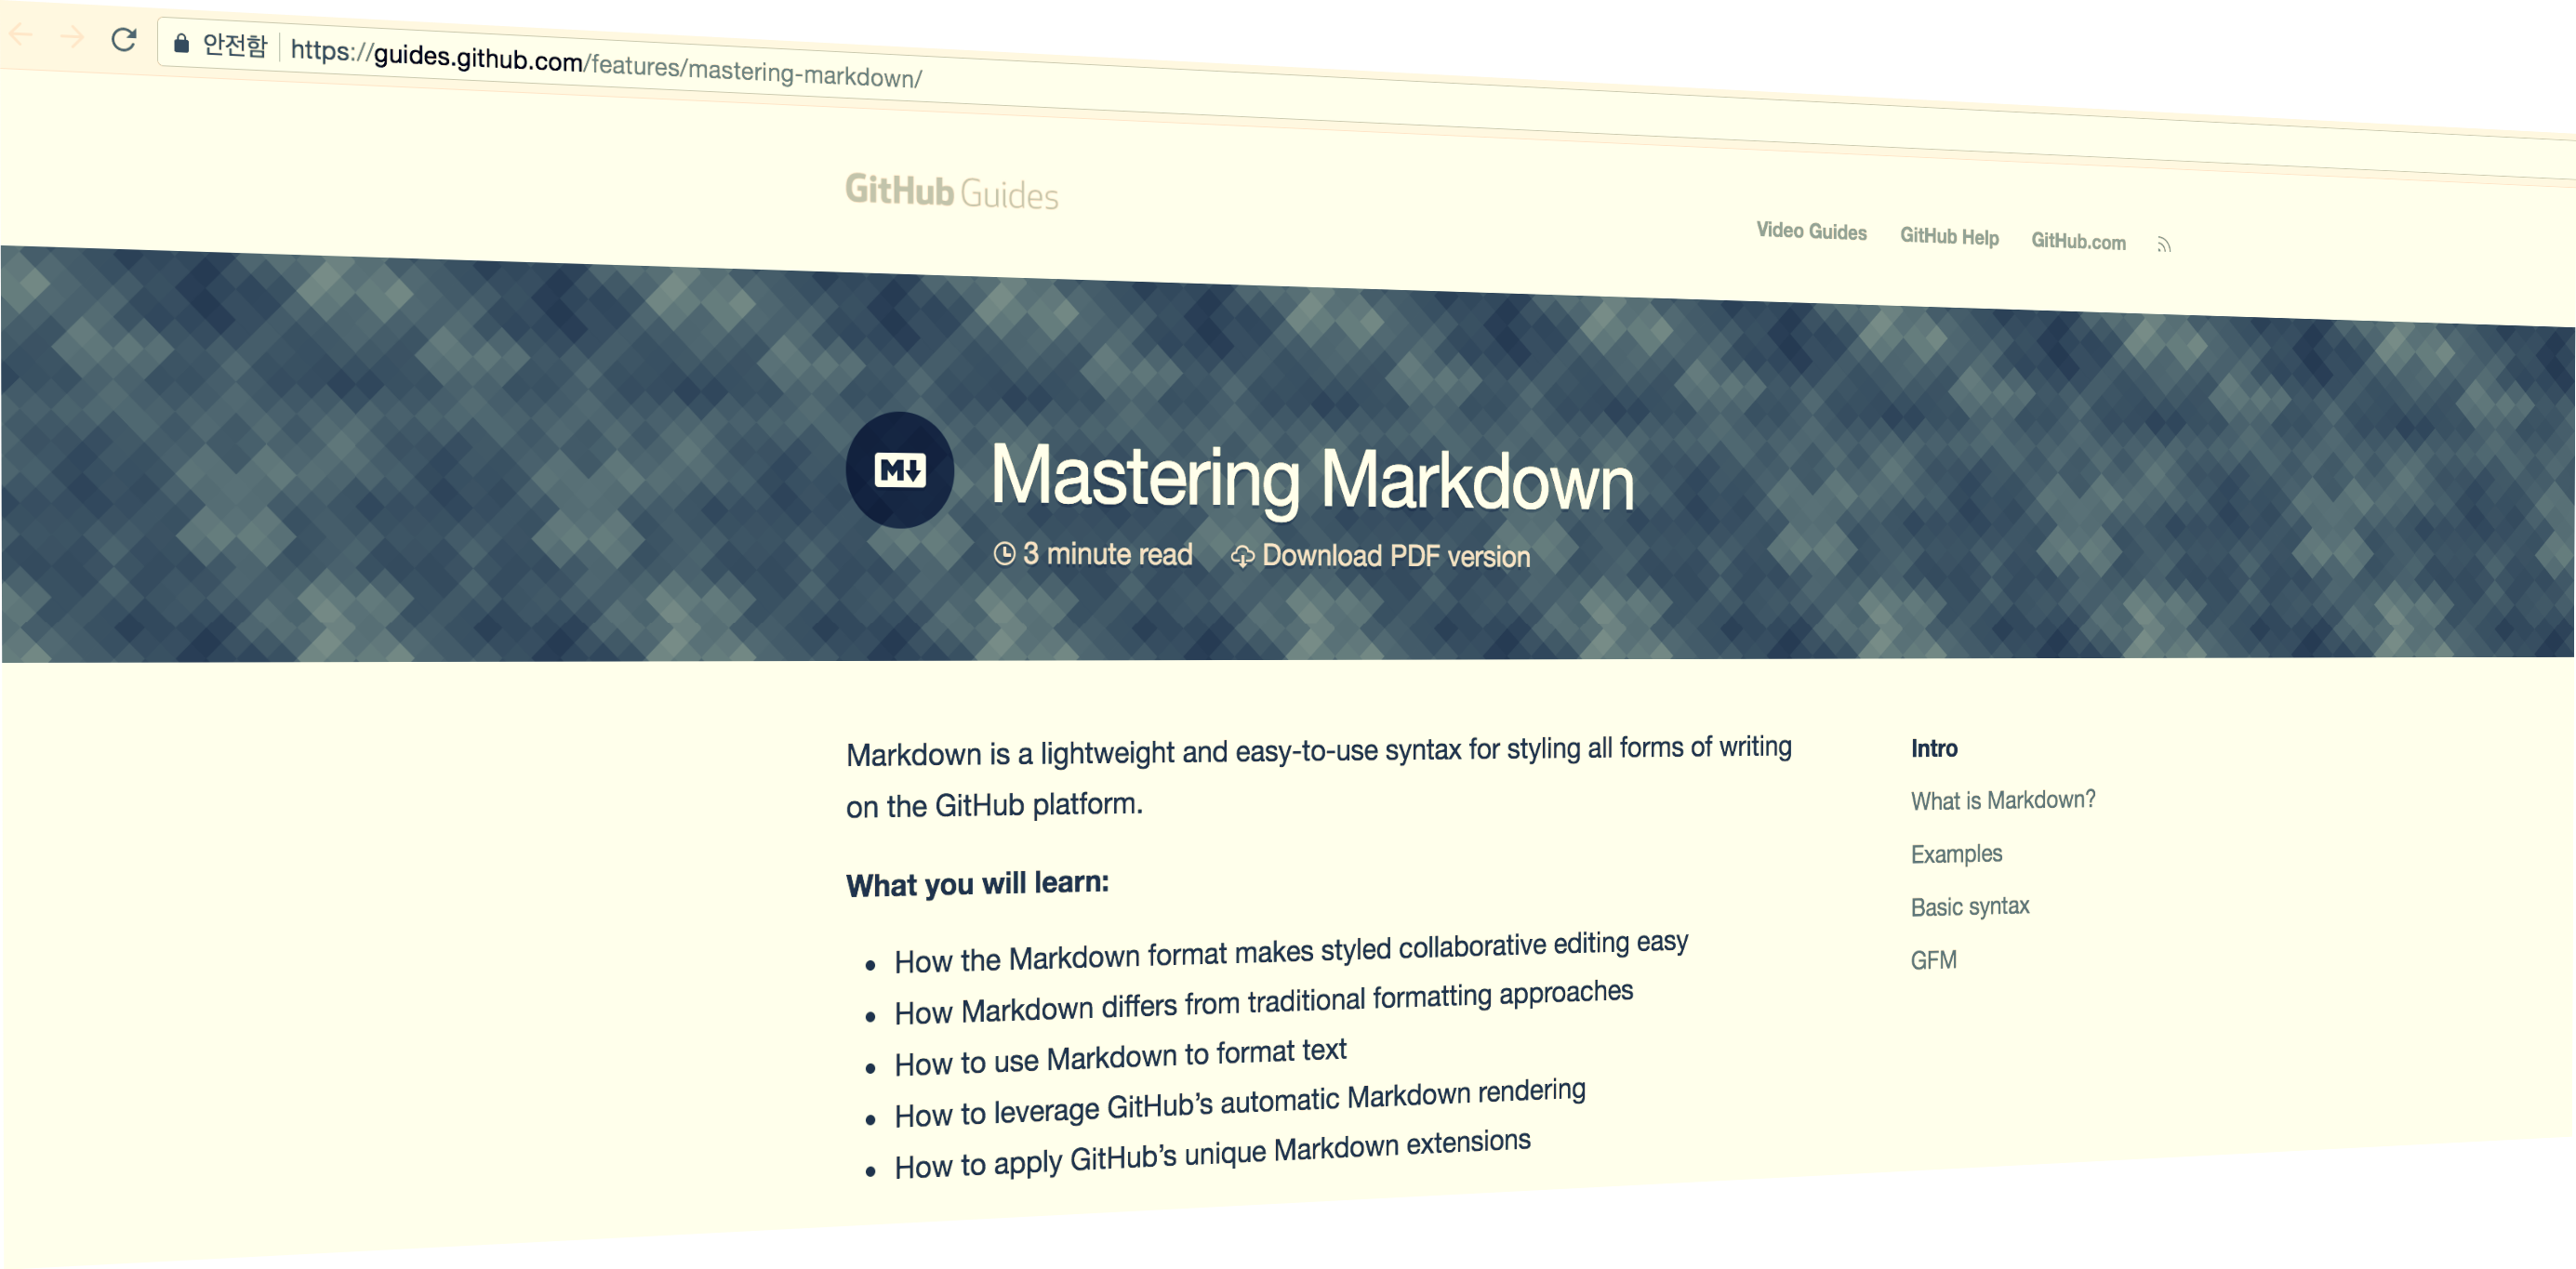 안전함 https://guides.github.com/features/mastering-markdown/
GitHub Guides
Video Guides GitHub Help GitHub.com
M
Mastering Markdown
3 minute read Download PDF version
Markdown is a lightweight and easy-to-use syntax for styling all forms of writing
on the GitHub platform.
What you will learn:
• How the Markdown format makes styled collaborative editing easy
• How Markdown differs from traditional formatting approaches
• How to use Markdown to format text
• How to leverage GitHub’s automatic Markdown rendering
• How to apply GitHub’s unique Markdown extensions
Intro
What is Markdown?
Examples
Basic syntax
GFM